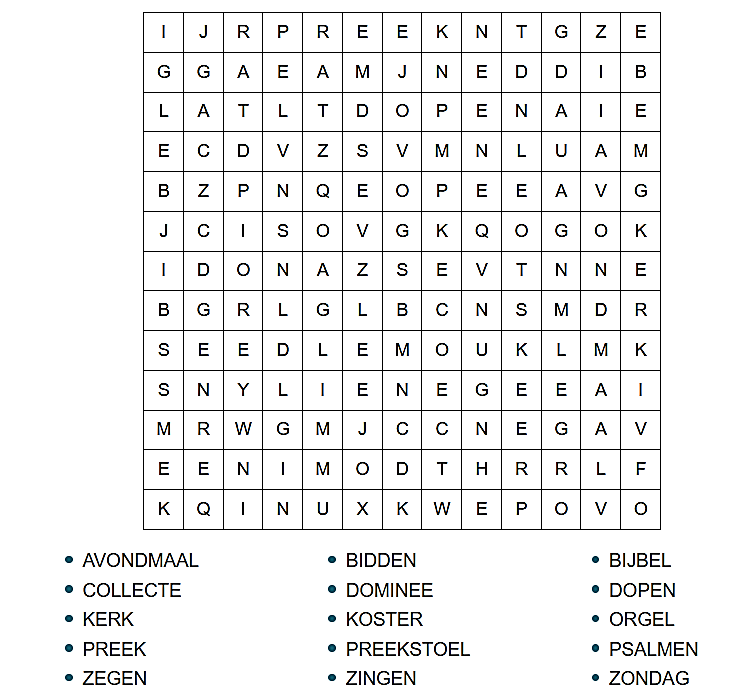 I J R P R E E K N T G Z E
G G A E A M J N E D D I B
L A T L T D O P E N A I E
E C D V Z S V M N L U A M
B Z P N Q E O P E E A V G
J C I S O V G K Q O G O K
I D O N A Z S E V T N N E
B G R L G L B C N S M D R
S E E D L E M O U K L M K
S N Y L I E N E G E E A I
M R W G M J C C N E G A V
E E N I M O D T H R R L F
K Q I N U X K W E P O V O
AVONDMAAL BIDDEN BIJBEL
COLLECTE DOMINEE DOPEN
KERK KOSTER ORGEL
PREEK PREEKSTOEL PSALMEN
ZEGEN ZINGEN ZONDAG